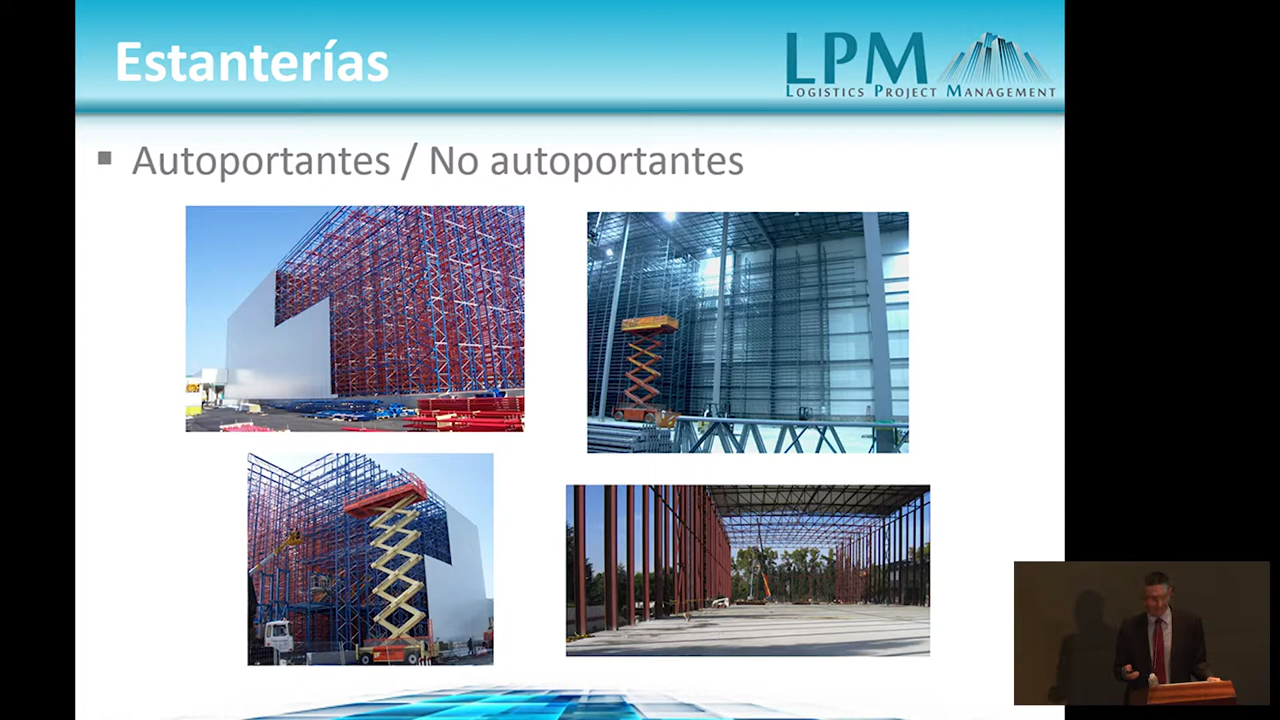 Estanterías
LPM
LOGISTICS PROJECT MANAGEMENT
▪ Autoportantes / No autoportantes